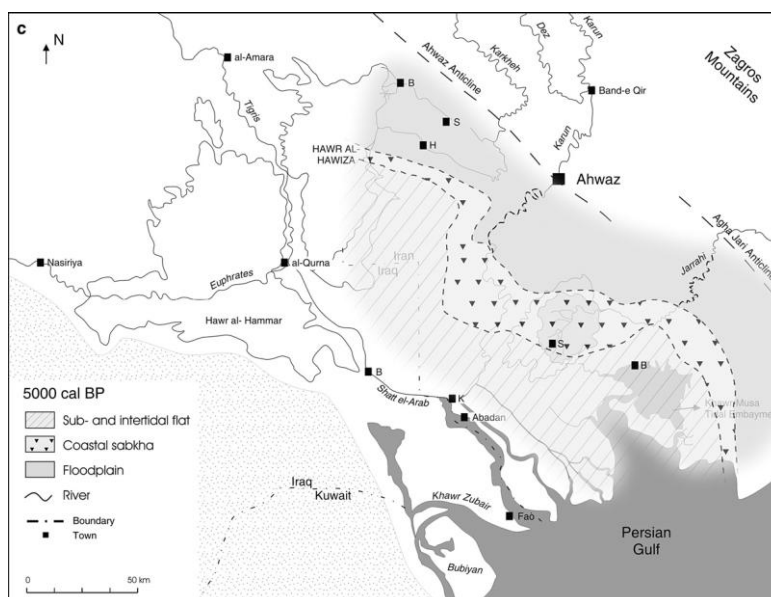 c
N
al-Amara
Tigris
Ahwaz Anticline
Karkheh
Dez
Karun
Zagros
Mountains
B
Band-e Qir
S
HAWR AL
HAWIZA
H
Karun
Ahwaz
Agha Jari Anticline
Nasiriya
al-Qurna
Iran
Iraq
Jarrahi
Euphrates
Hawr al- Hammar
S
B
B
Shatt el-Arab
K
Abadan
Iraq
Kuwait
Khawr Zubair
Fao
Persian
Gulf
Bubiyan
5000 cal BP
Sub- and intertidal flat
Coastal sabkha
Floodplain
River
Boundary
Town
0
50 km